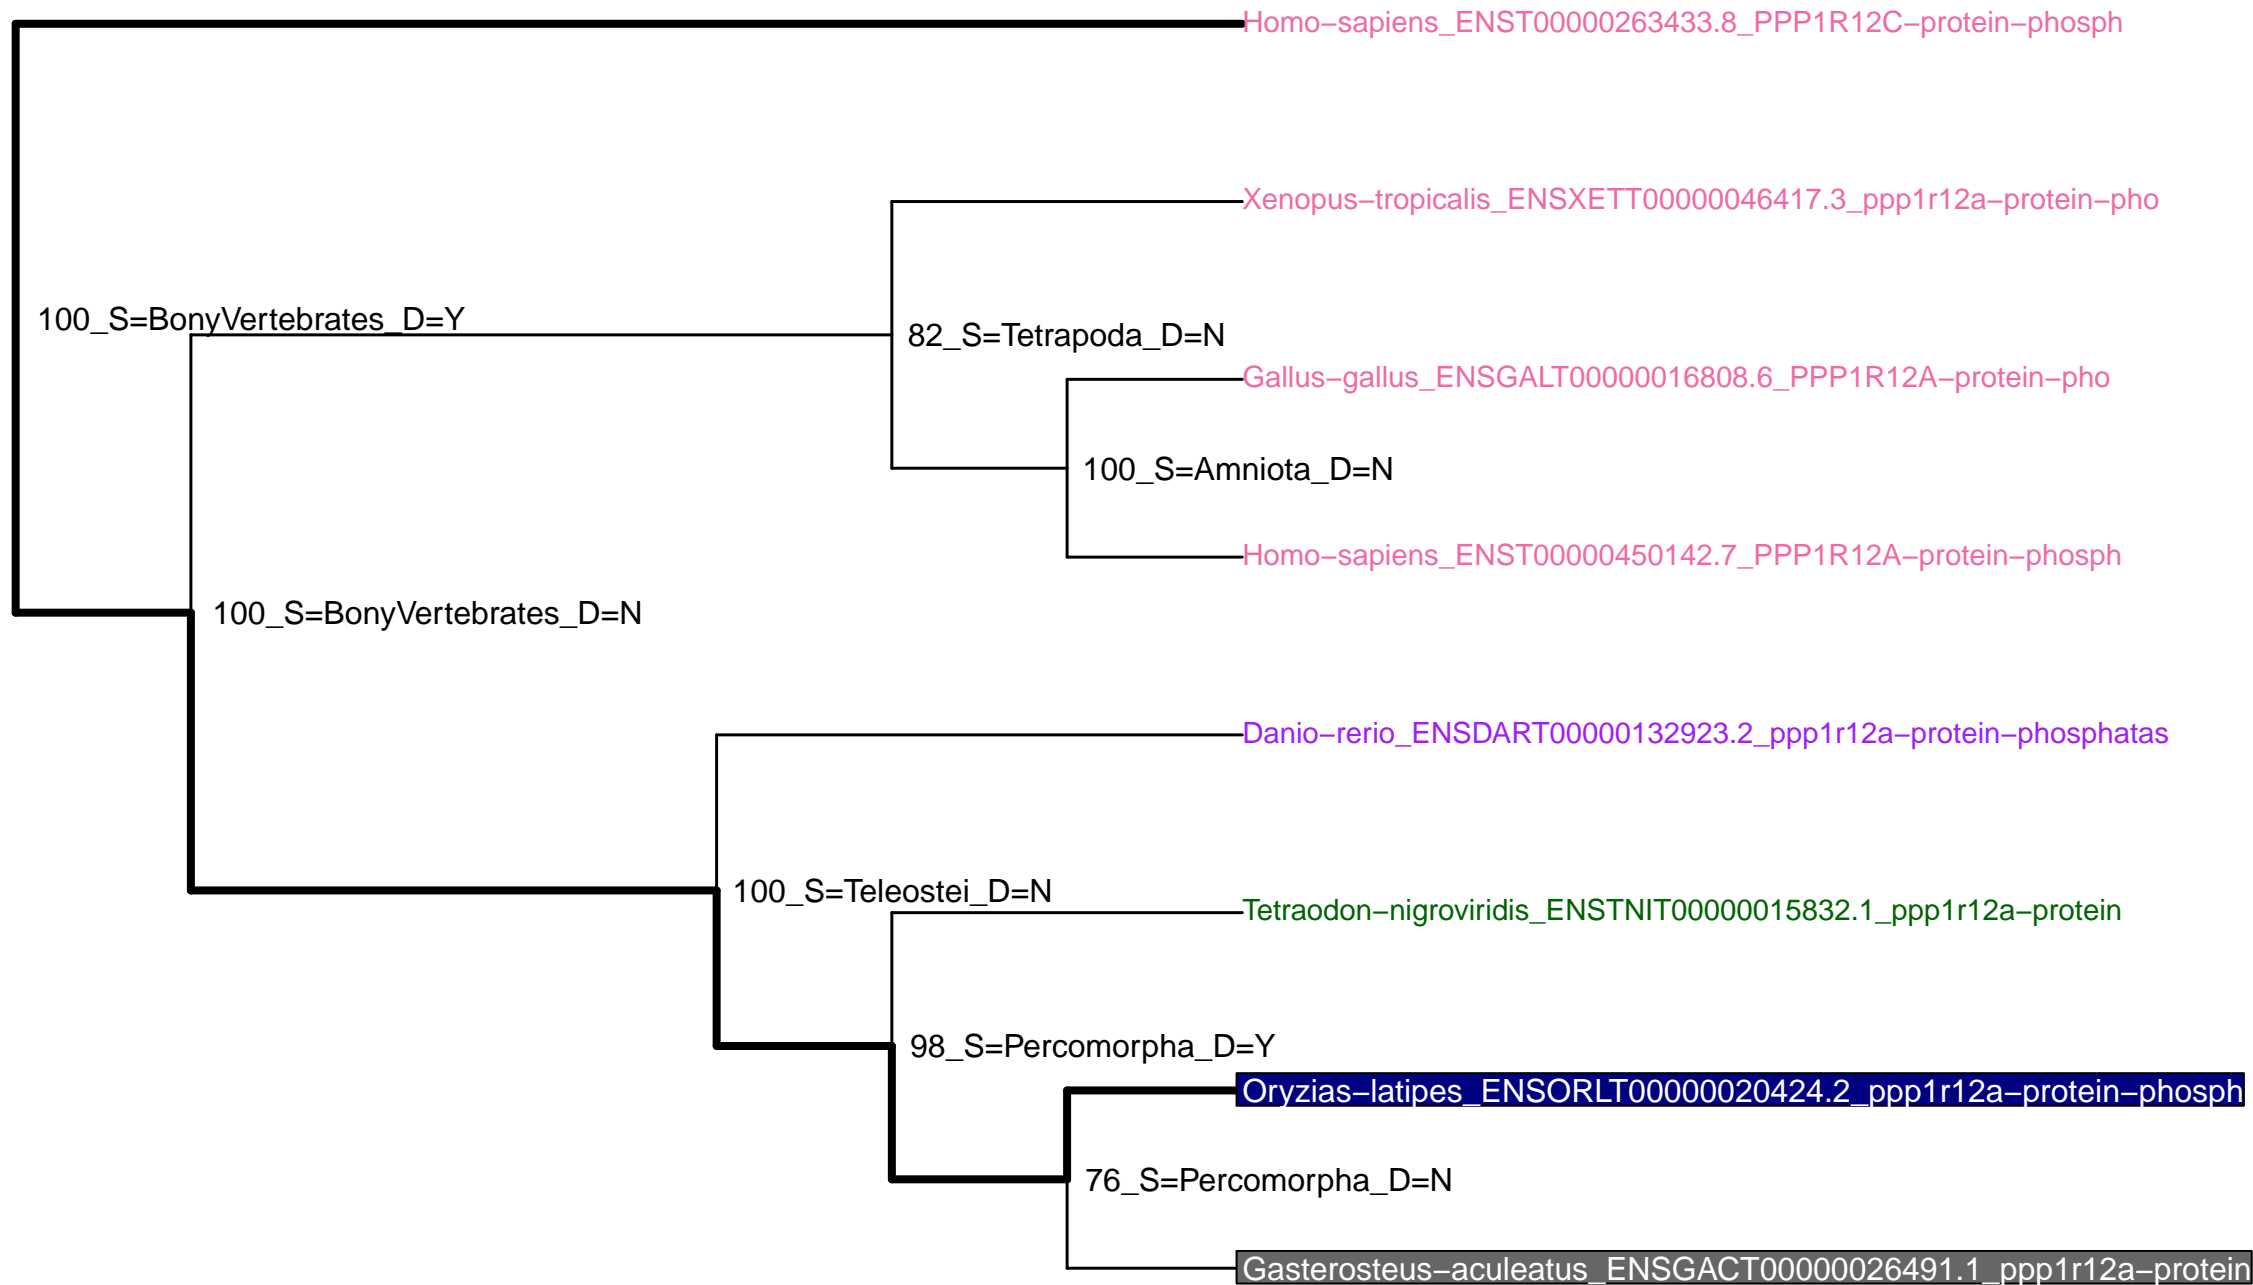 Homo−sapiens_ENST00000263433.8_PPP1R12C−protein−phosph
Xenopus−tropicalis_ENSXETT00000046417.3_ppp1r12a−protein−pho
100_S=BonyVertebrates_D=Y
82_S=Tetrapoda_D=N
Gallus−gallus_ENSGALT00000016808.6_PPP1R12A−protein−pho
100_S=Amniota_D=N
Homo−sapiens_ENST00000450142.7_PPP1R12A−protein−phosph
100_S=BonyVertebrates_D=N
Danio−rerio_ENSDART00000132923.2_ppp1r12a−protein−phosphatas
100_S=Teleostei_D=N
Tetraodon−nigroviridis_ENSTNIT00000015832.1_ppp1r12a−protein
98_S=Percomorpha_D=Y
Oryzias−latipes_ENSORLT00000020424.2_ppp1r12a−protein−phosph
76_S=Percomorpha_D=N
Gasterosteus−aculeatus_ENSGACT00000026491.1_ppp1r12a−protein